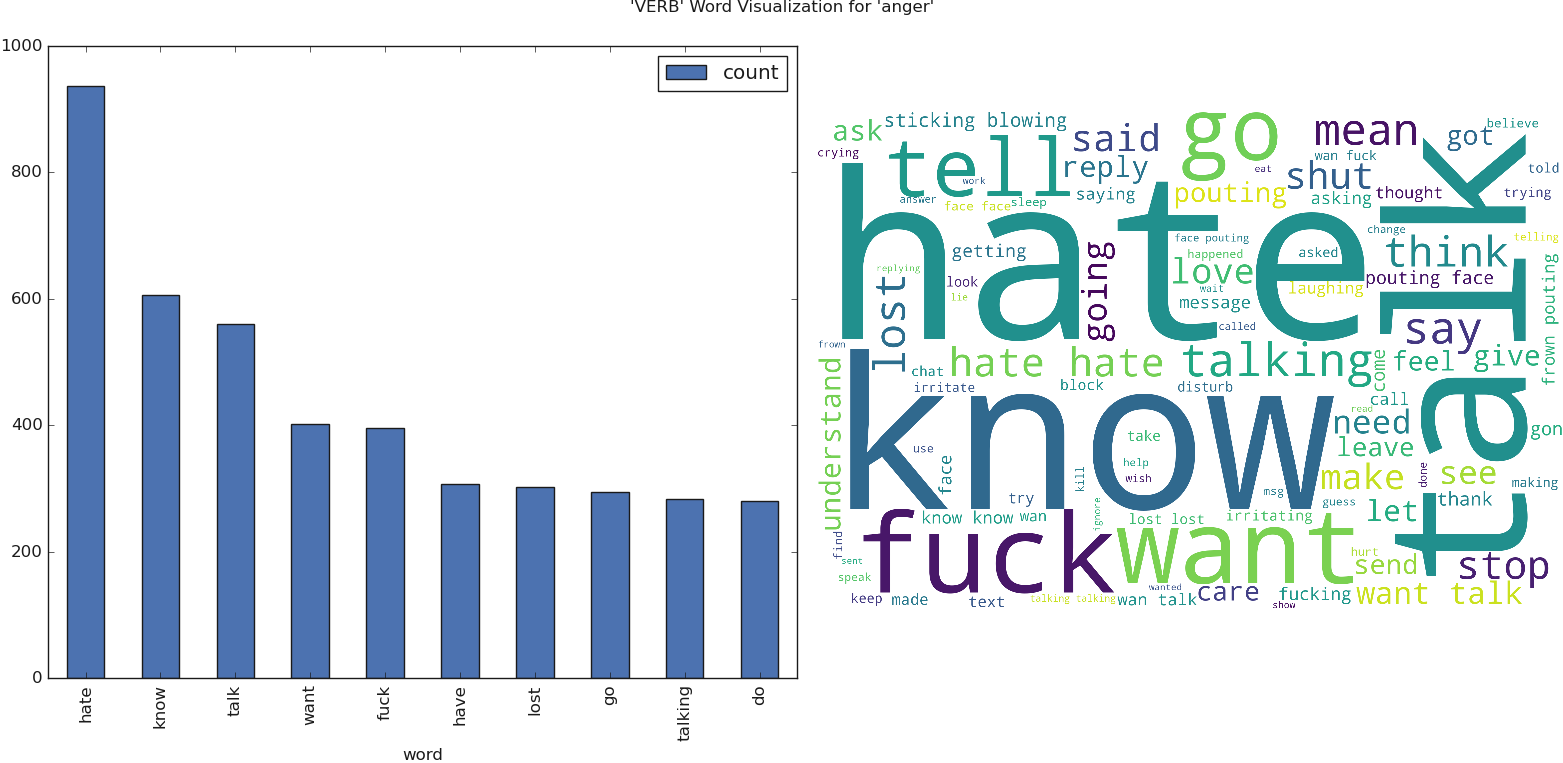 'VERB' Word Visualization for 'anger'
1000
800
600
400
200
0
count
hate
know
talk
want
fuck
have
lost
go
talking
do
word
ask
sticking blowing
crying
tell
work
answer
face face
sleep
said
reply
saying
go
eat
pouting
mean
wan fuck
shut
asking
got
believe
told
thought
trying
hate
talk
getting
look
replying
lie
lost
going
face pouting
happened
love
wait
message
called
asked
laughing
change
think
telling
pouting face
say
frown pouting
frown
chat
irritate
hate hate
block
talking
disturb
come
feel
give
understand
know
use
face
take
help
wish
try
kill
msg
ignore
read
call
need
leave
gon
make
guess
see
done
thank
making
let
know know
wan
lost lost
irritating
find
sent
speak
fuck
want
hurt
send
stop
keep
made
text
talking talking
wanted
wan talk
care
show
fucking
want talk